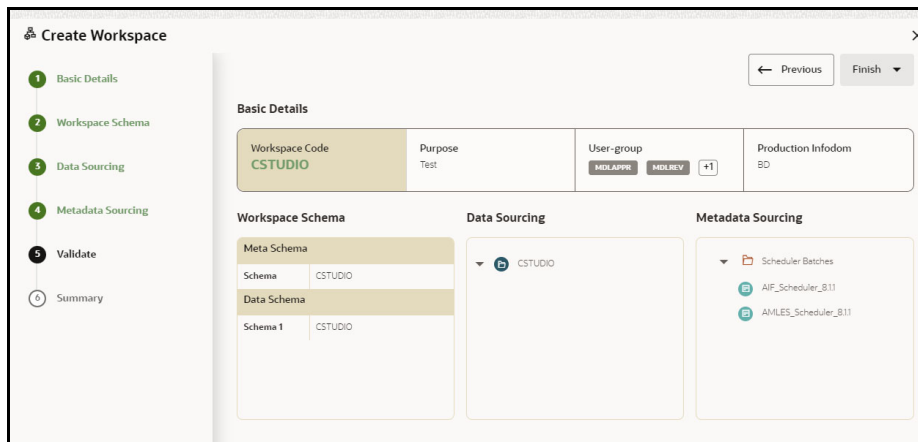 Create Workspace
1 Basic Details
2 Workspace Schema
3 Data Sourcing
4 Metadata Sourcing
5 Validate
6 Summary
Previous
Finish
Basic Details
Workspace Code
CSTUDIO
Purpose
Test
User-group
MDLAPPR MDLREV +1
Production Infodom
BD
Workspace Schema
Meta Schema
Schema CSTUDIO
Data Schema
Schema 1 CSTUDIO
Data Sourcing
CSTUDIO
Metadata Sourcing
Scheduler Batches
AIF_Scheduler_8.1.1
AMLES_Scheduler_8.1.1